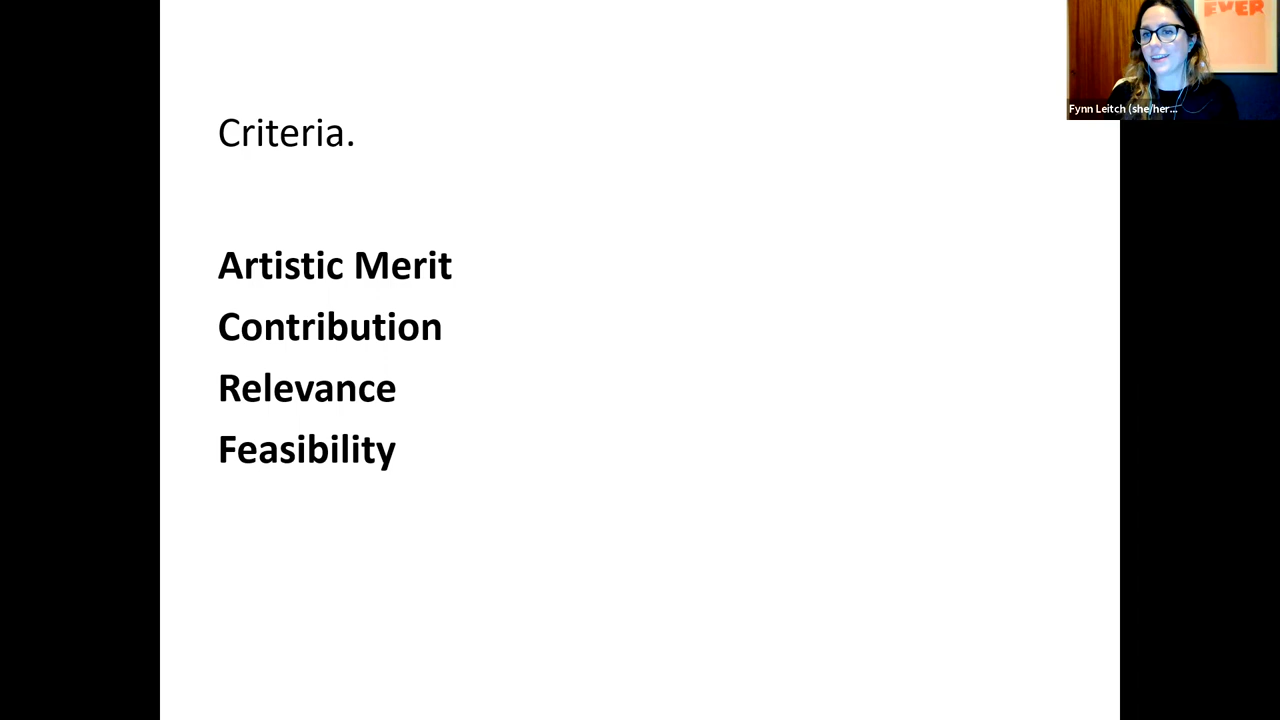 EVER
Fynn Leitch (she/her...
Criteria.
Artistic Merit
Contribution
Relevance
Feasibility